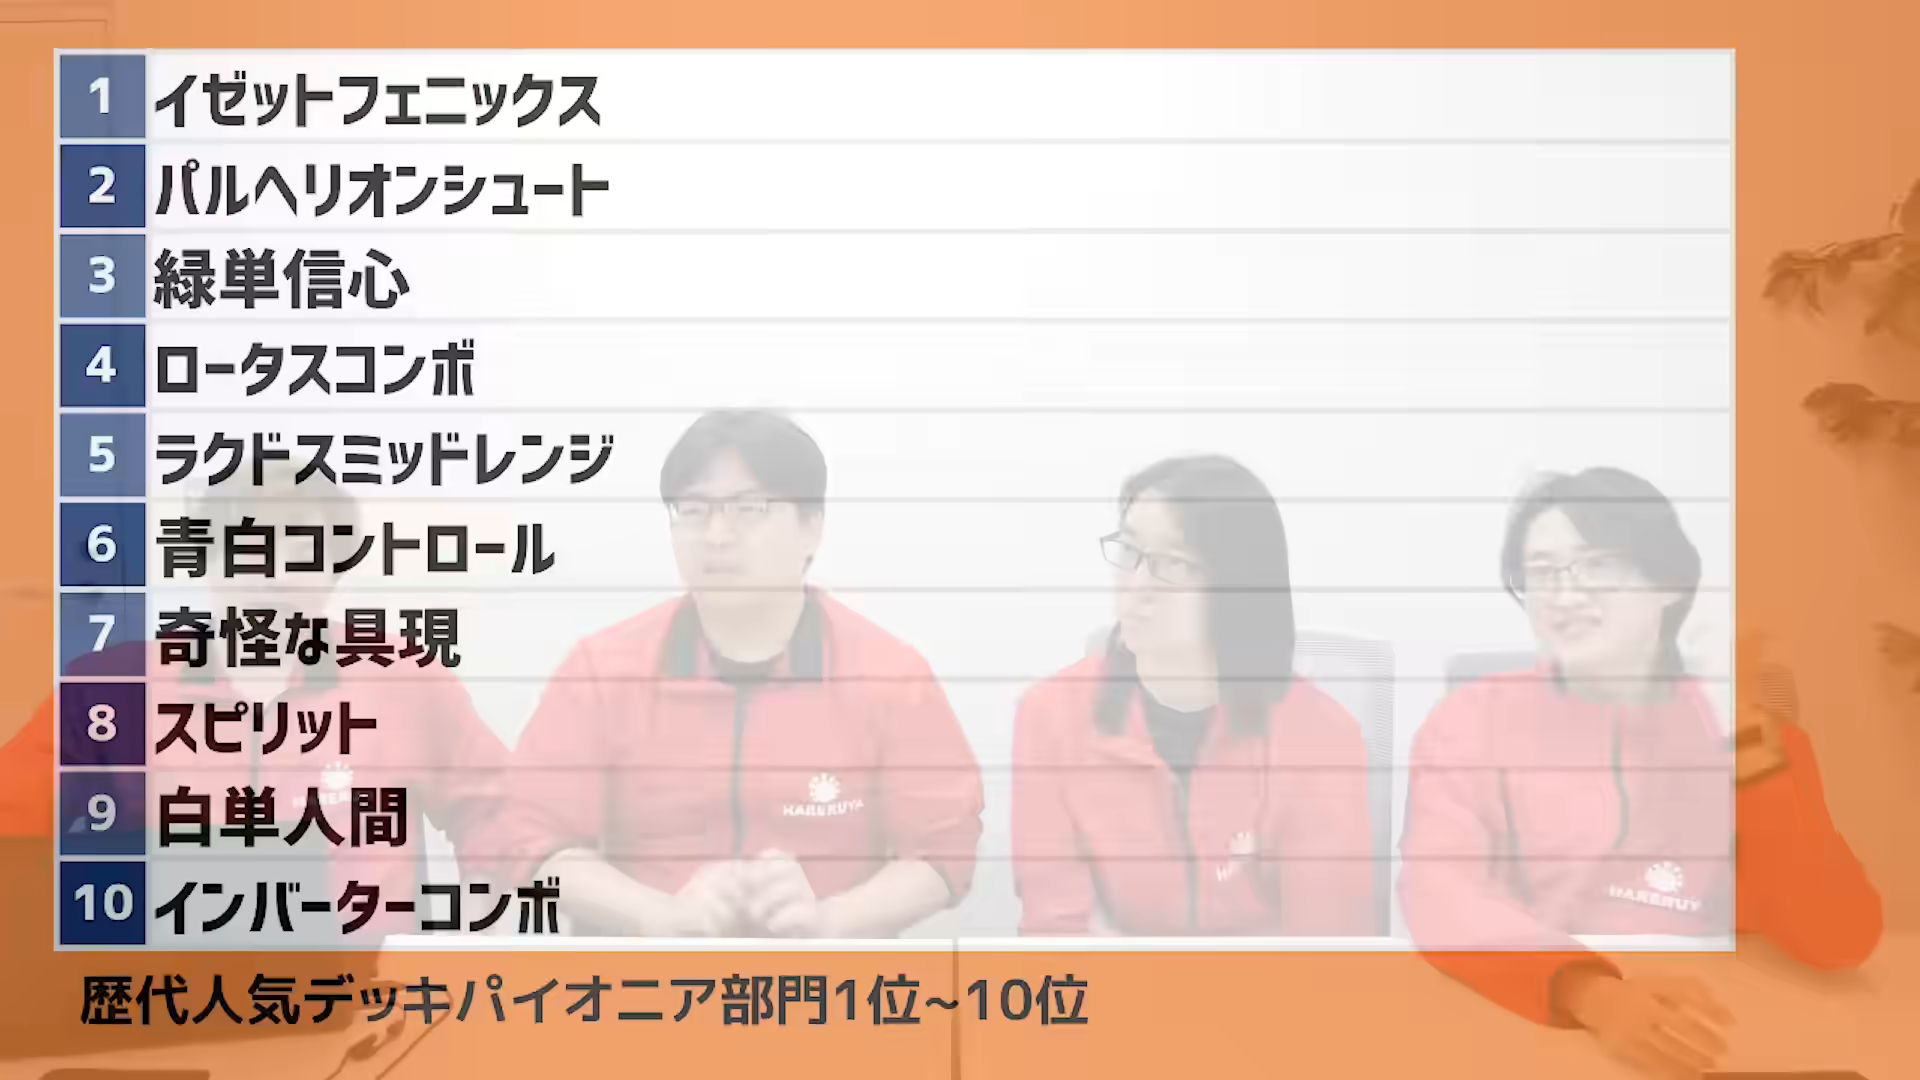 1 イゼットフェニックス
2 パルヘリオンシュート
3 緑単信心
4 ロータスコンボ
5 ラクドスミッドレンジ
6 青白コントロール
7 奇怪な具現
8 スピリット
9 白単人間
10 インバーターコンボ
歴代人気デッキパイオニア部門1位~10位
HARERUYA